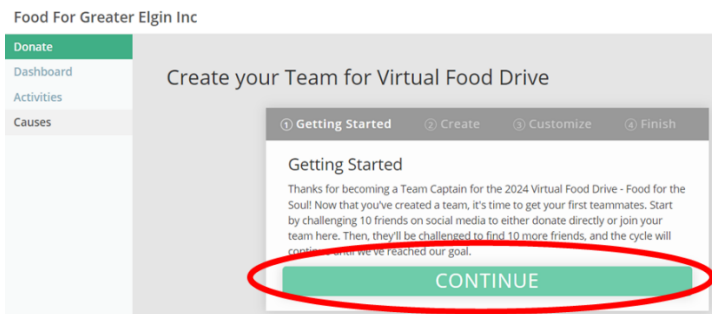 Food For Greater Elgin Inc
Donate
Dashboard
Activities
Causes
Create your Team for Virtual Food Drive
① Getting Started ② Create ③ Customize ④ Finish
Getting Started
Thanks for becoming a Team Captain for the 2024 Virtual Food Drive - Food for the
Soul! Now that you've created a team, it's time to get your first teammates. Start
by challenging 10 friends on social media to either donate directly or join your
team here. Then, they'll be challenged to find 10 more friends, and the cycle will
continue until we've reached our goal.
CONTINUE